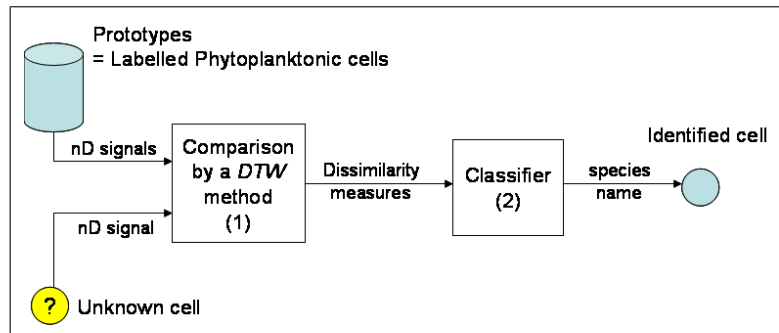 Prototypes
= Labelled Phytoplanktonic cells
nD signals
Comparison
by a DTW
method
(1)
Dissimilarity
measures
Classifier
(2)
species
name
Identified cell
nD signal
?
Unknown cell